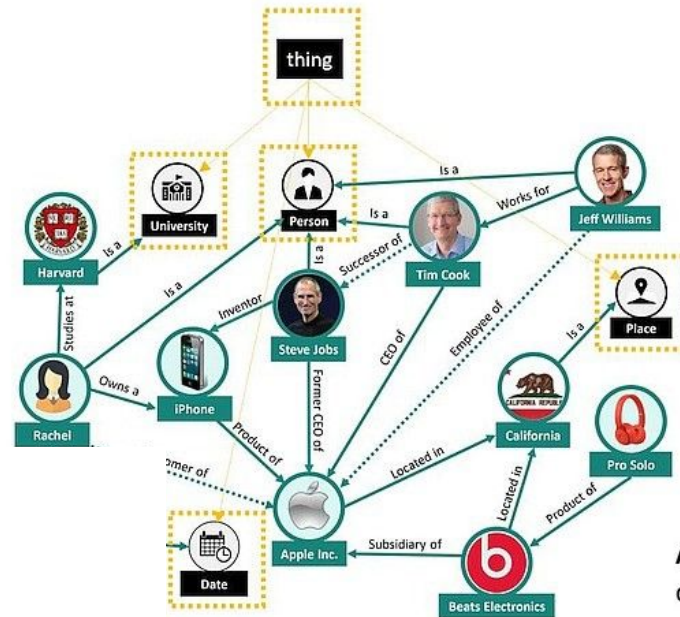 thing
University
Person
Is a
Works for
Jeff Williams
Harvard
Is a
Is a
Is a
Is a
Successor of
Tim Cook
Place
Studies at
Inventor
Steve Jobs
CEO of
Employee of
Is a
CALIFORNIA REPUBLIC
Rachel
Owns a
iPhone
Former CEO of
California
Pro Solo
Product of
omer of
Located in
Located in
Product of
Date
Apple Inc.
Subsidiary of
Beats Electronics